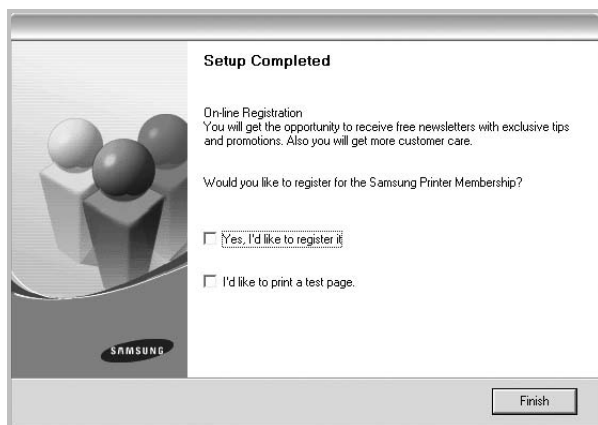 Setup Completed
On-line Registration
You will get the opportunity to receive free newsletters with exclusive tips
and promotions. Also you will get more customer care.
Would you like to register for the Samsung Printer Membership?
Yes, I'd like to register it
I'd like to print a test page.
SAMSUNG
Finish